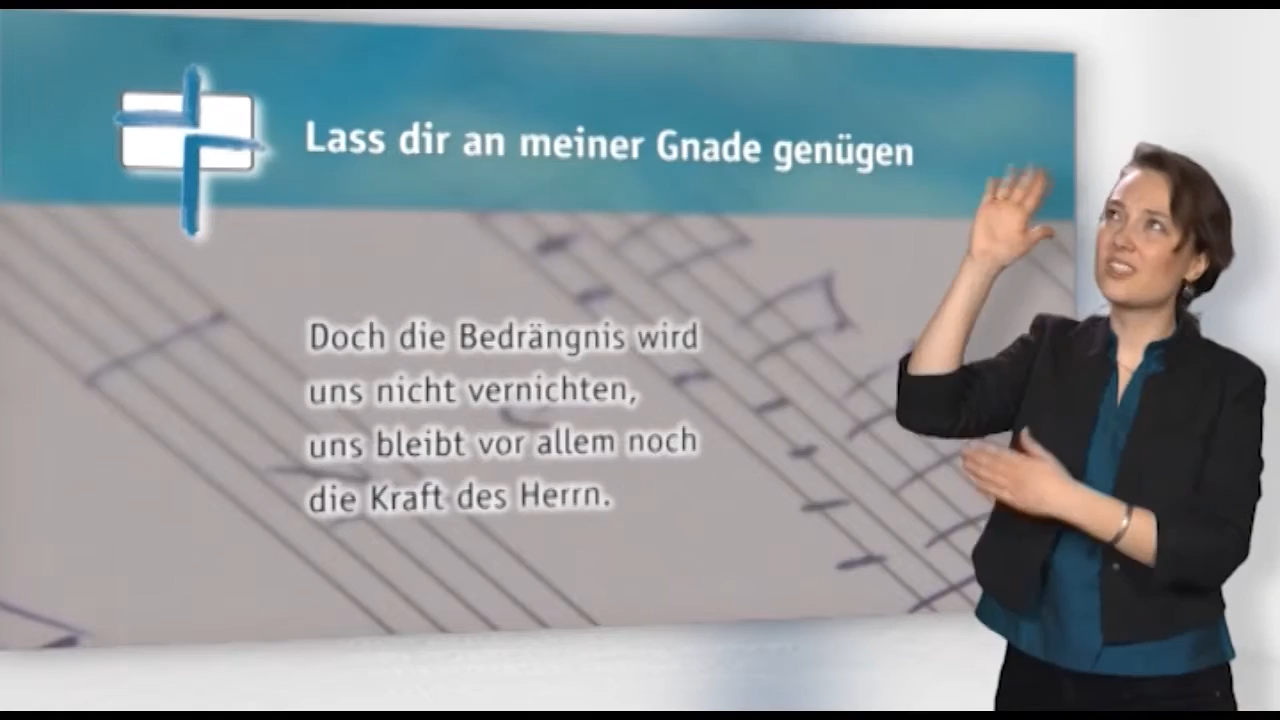 Lass dir an meiner Gnade genügen
Doch die Bedrängnis wird
uns nicht vernichten,
uns bleibt vor allem noch
die Kraft des Herrn.